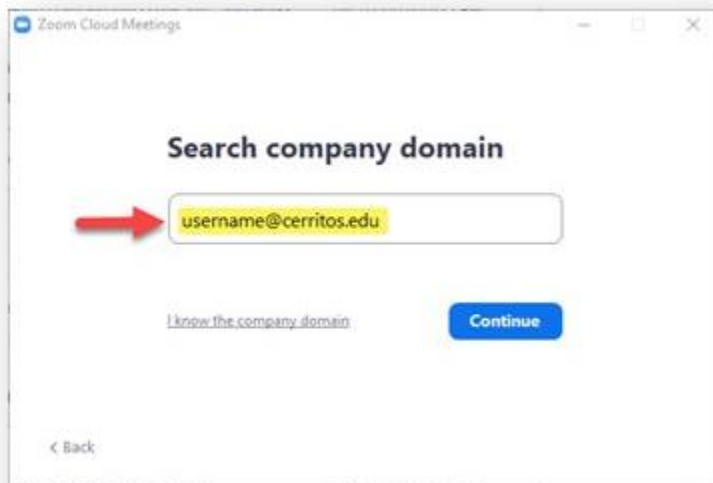 Zoom Cloud Meetings
Search company domain
username@cerritos.edu
I know the company domain
Continue
< Back